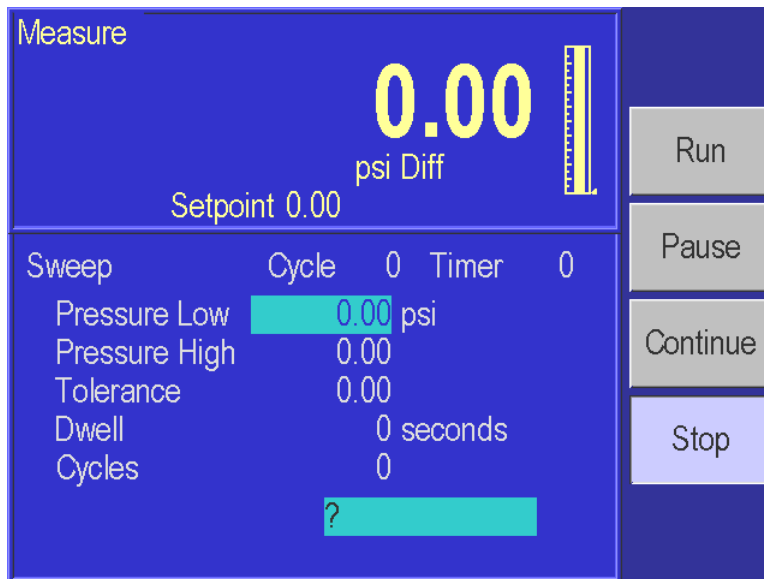 Measure
0.00
psi Diff
Setpoint 0.00
Sweep Cycle 0 Timer 0
Pressure Low 0.00 psi
Pressure High 0.00
Tolerance 0.00
Dwell 0 seconds
Cycles 0
?
Run
Pause
Continue
Stop